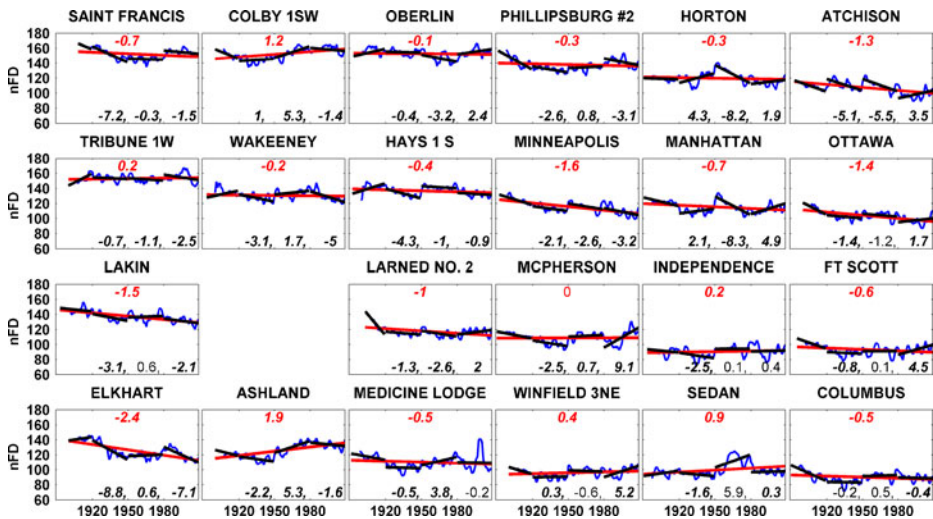 SAINT FRANCIS COLBY 1SW OBERLIN PHILLIPSBURG #2 HORTON ATCHISON
180 -0.7 1.2 -0.1 -0.3 -0.3 -1.3
160
140
nFD
120
100
80
60 -7.2, -0.3, -1.5 1, 5.3, -1.4 -0.4, -3.2, 2.4 -2.6, 0.8, -3.1 4.3, -8.2, 1.9 -5.1, -5.5, 3.5
TRIBUNE 1W WAKEENEY HAYS 1 S MINNEAPOLIS MANHATTAN OTTAWA
180 0.2 -0.2 -0.4 -1.6 -0.7 -1.4
160
140
nFD
120
100
80
60 -0.7, -1.1, -2.5 -3.1, 1.7, -5 -4.3, -1, -0.9 -2.1, -2.6, -3.2 2.1, -8.3, 4.9 -1.4, -1.2, 1.7
LAKIN LARNED NO. 2 MCPHERSON INDEPENDENCE FT SCOTT
180 -1.5 -1 0 0.2 -0.6
160
140
nFD
120
100
80
60 -3.1, 0.6, -2.1 -1.3, -2.6, 2 -2.5, 0.7, 9.1 -2.5, 0.1, 0.4 -0.8, 0.1, 4.5
ELKHART ASHLAND MEDICINE LODGE WINFIELD 3NE SEDAN COLUMBUS
180 -2.4 1.9 -0.5 0.4 0.9 -0.5
160
140
nFD
120
100
80
60 -8.8, 0.6, -7.1 -2.2, 5.3, -1.6 -0.5, 3.8, -0.2 0.3, -0.6, 5.2 -1.6, 5.9, 0.3 -0.2, 0.5, -0.4
1920 1950 1980 1920 1950 1980 1920 1950 1980 1920 1950 1980 1920 1950 1980 1920 1950 1980